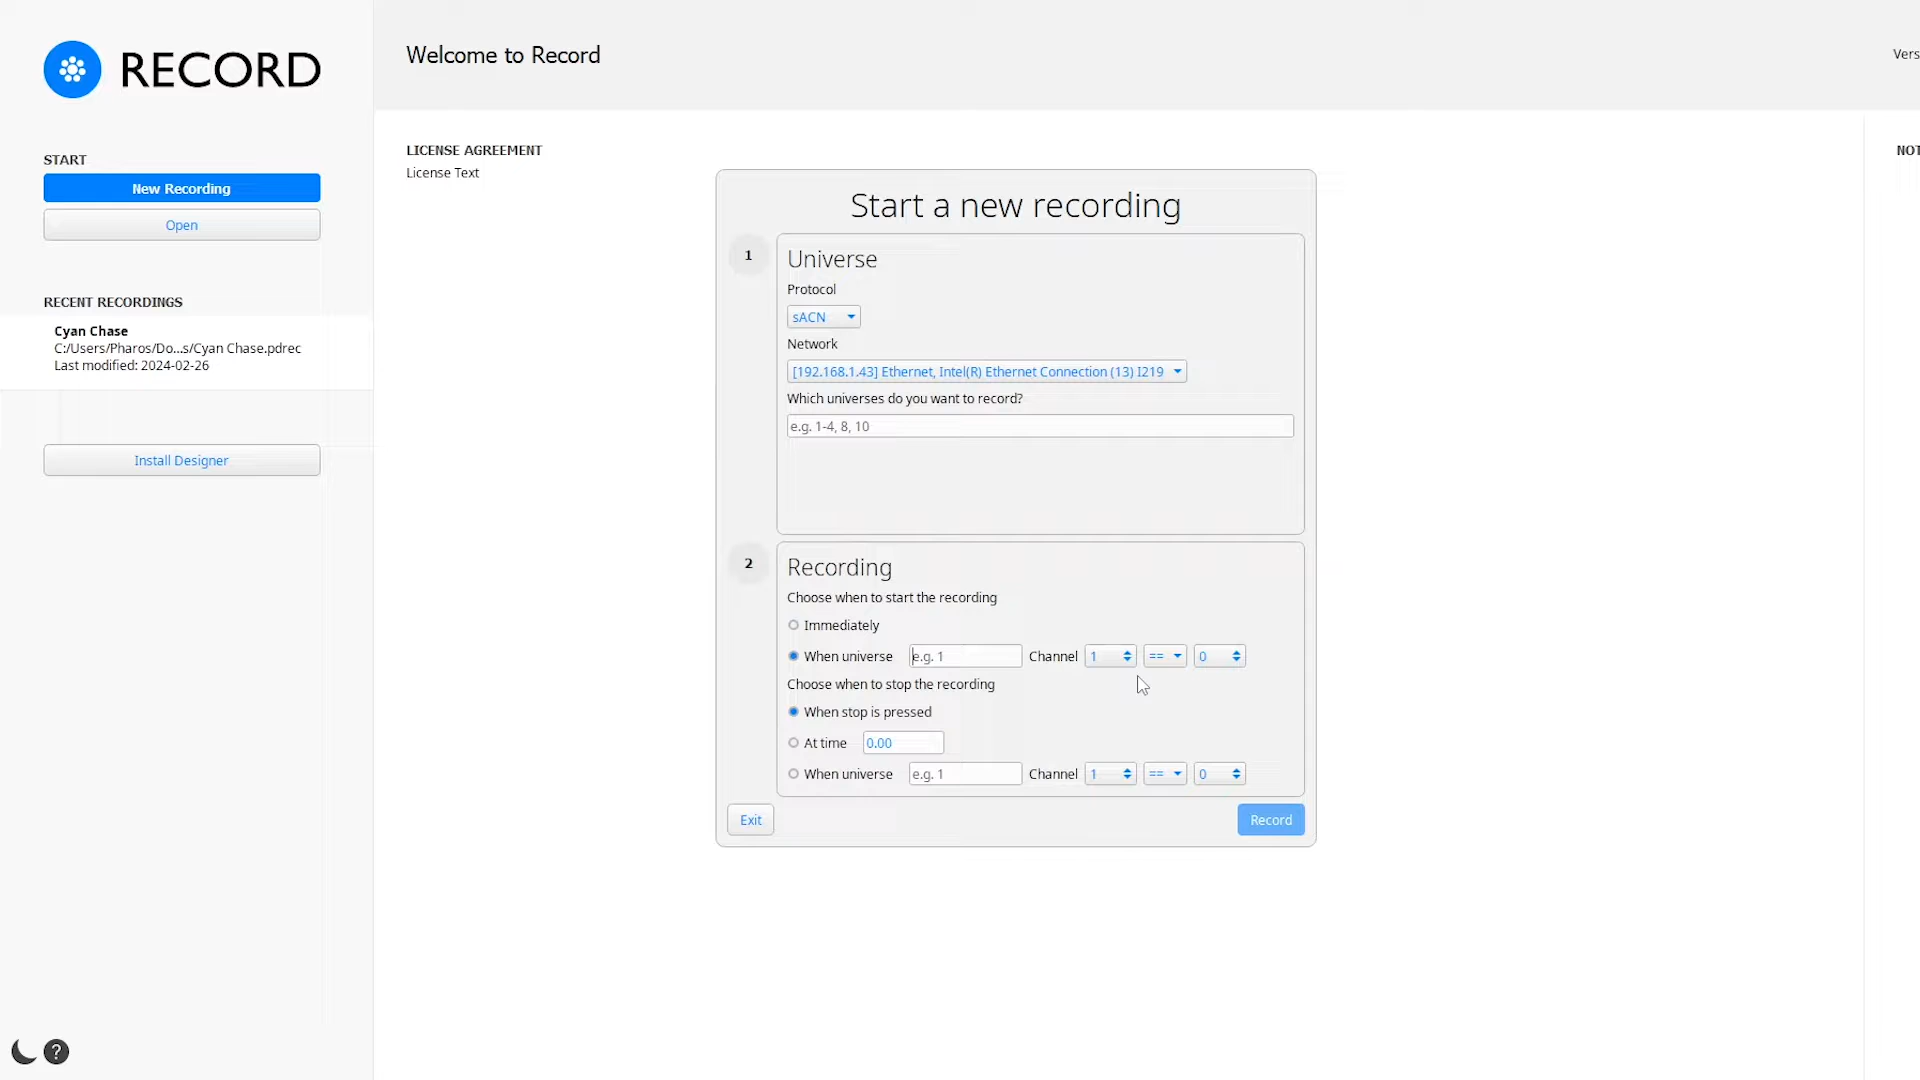 RECORD
START
New Recording
Open
RECENT RECORDINGS
Cyan Chase
C:/Users/Pharos/Do...s/Cyan Chase.pdrec
Last modified: 2024-02-26
Install Designer
?
Welcome to Record
Vers
LICENSE AGREEMENT
License Text
NOT
Start a new recording
1
Universe
Protocol
sACN
Network
[192.168.1.43] Ethernet, Intel(R) Ethernet Connection (13) I219
Which universes do you want to record?
e.g. 1-4, 8, 10
2
Recording
Choose when to start the recording
Immediately
When universe e.g. 1 Channel 1 == 0
Choose when to stop the recording
When stop is pressed
At time 0.00
When universe e.g. 1 Channel 1 == 0
Exit Record